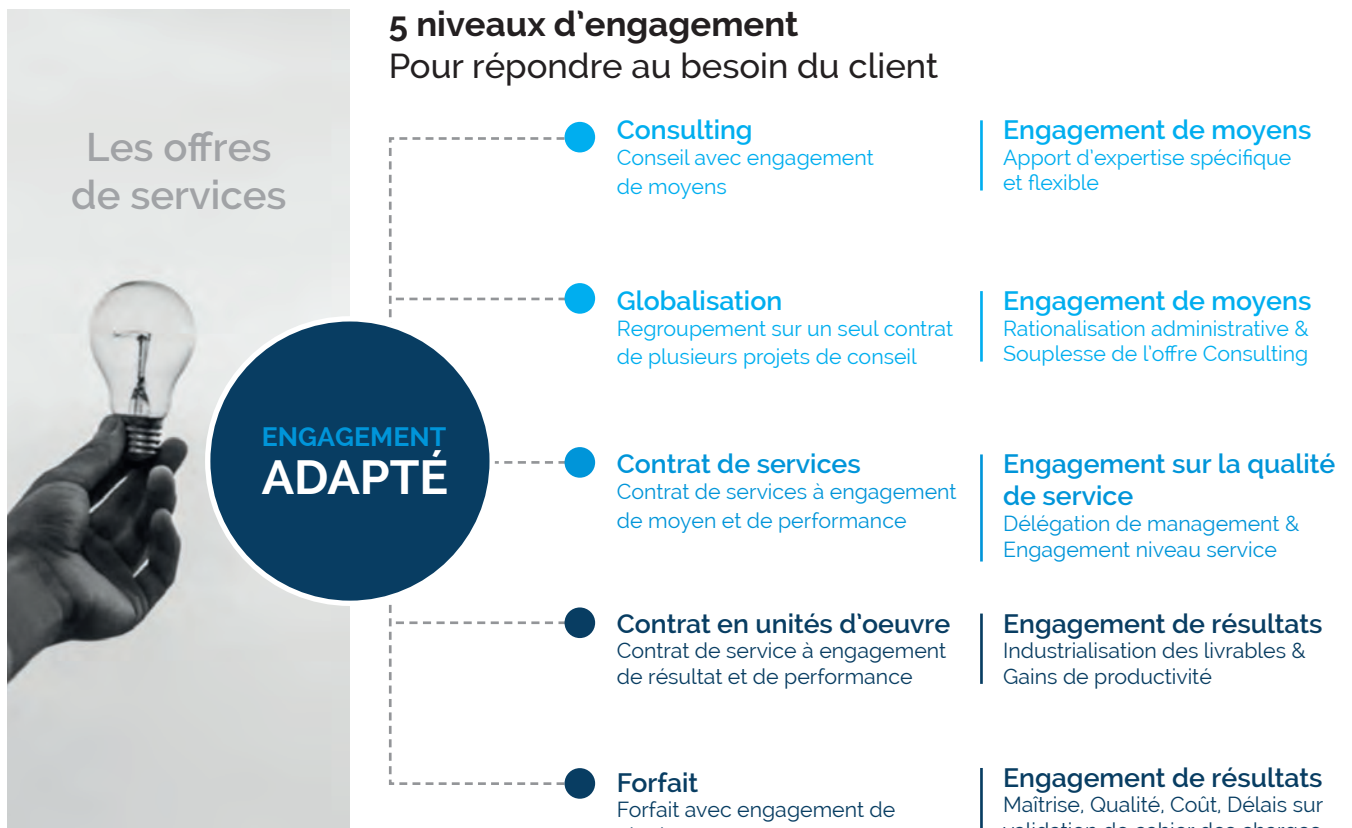 5 niveaux d’engagement
Pour répondre au besoin du client
Les offres
de services
ENGAGEMENT
ADAPTÉ
Consulting
Conseil avec engagement
de moyens
Engagement de moyens
Apport d’expertise spécifique
et flexible
Globalisation
Regroupement sur un seul contrat
de plusieurs projets de conseil
Engagement de moyens
Rationalisation administrative &
Souplesse de l’offre Consulting
Contrat de services
Contrat de services à engagement
de moyen et de performance
Engagement sur la qualité
de service
Délégation de management &
Engagement niveau service
Contrat en unités d’oeuvre
Contrat de service à engagement
de résultat et de performance
Engagement de résultats
Industrialisation des livrables &
Gains de productivité
Forfait
Forfait avec engagement de
Engagement de résultats
Maîtrise, Qualité, Coût, Délais sur
validation de cahier des charges